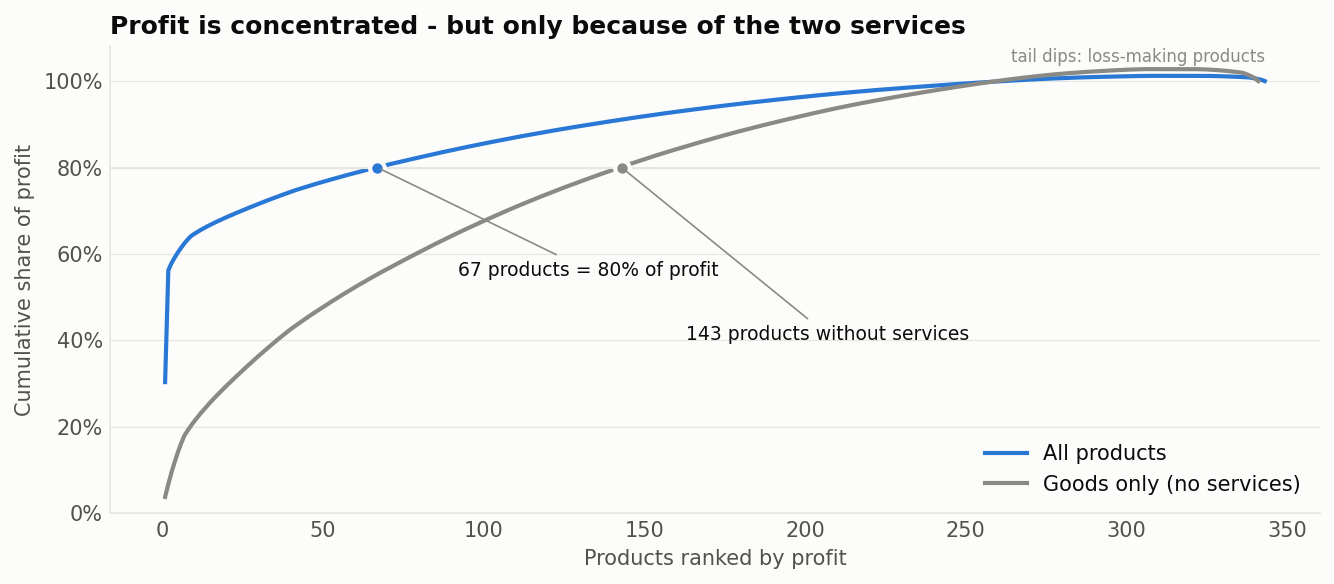 Profit is concentrated - but only because of the two services
tail dips: loss-making products
100%
80%
60%
40%
20%
0%
Cumulative share of profit
67 products = 80% of profit
143 products without services
All products
Goods only (no services)
0 50 100 150 200 250 300 350
Products ranked by profit